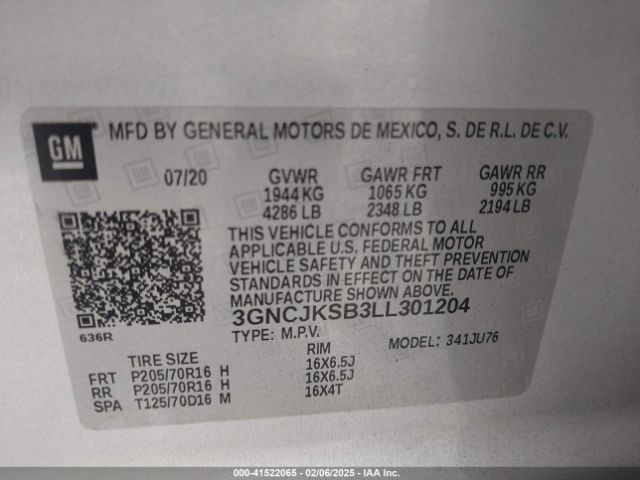 GM
MFD BY GENERAL MOTORS DE MEXICO, S. DE R.L. DE C.V.
07/20 GVWR GAWR FRT GAWR RR
1944 KG 1065 KG 995 KG
4286 LB 2348 LB 2194 LB
THIS VEHICLE CONFORMS TO ALL
APPLICABLE U.S. FEDERAL MOTOR
VEHICLE SAFETY AND THEFT PREVENTION
STANDARDS IN EFFECT ON THE DATE OF
MANUFACTURE SHOWN ABOVE.
3GNCJKSB3LL301204
636R TYPE: M.P.V. MODEL: 341JU76
TIRE SIZE RIM
FRT P205/70R16 H 16X6.5J
RR P205/70R16 H 16X6.5J
SPA T125/70D16 M 16X4T
000-41522065 - 02/06/2025 - IAA Inc.